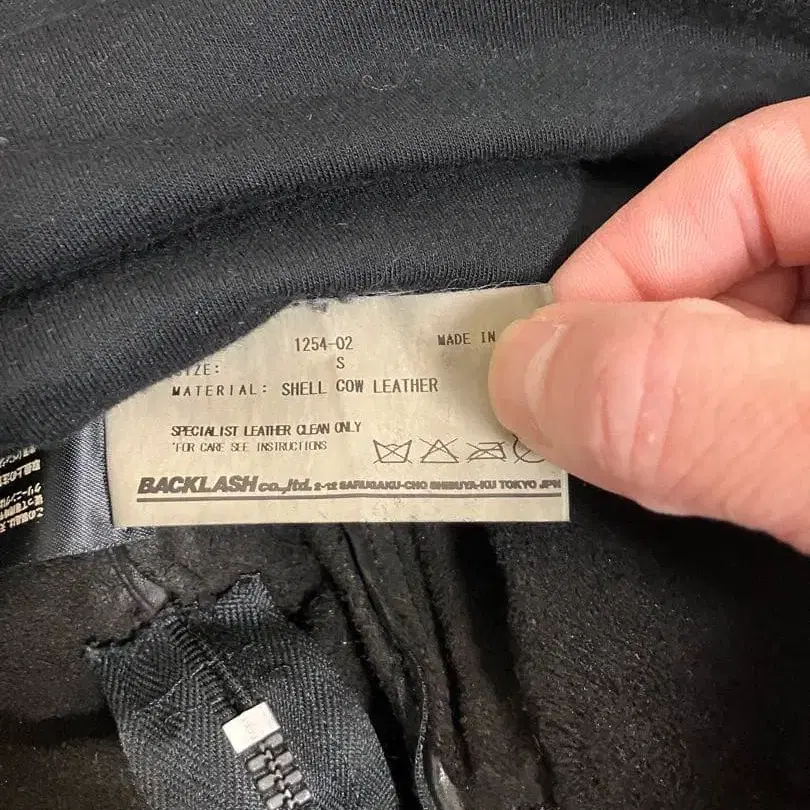 1254-02 MADE IN
SIZE: S
MATERIAL: SHELL COW LEATHER
SPECIALIST LEATHER CLEAN ONLY
*FOR CARE SEE INSTRUCTIONS
BACKLASH co.,ltd. 2-12 SARUGAKU-CHO SHIBUYA-KU TOKYO JPN